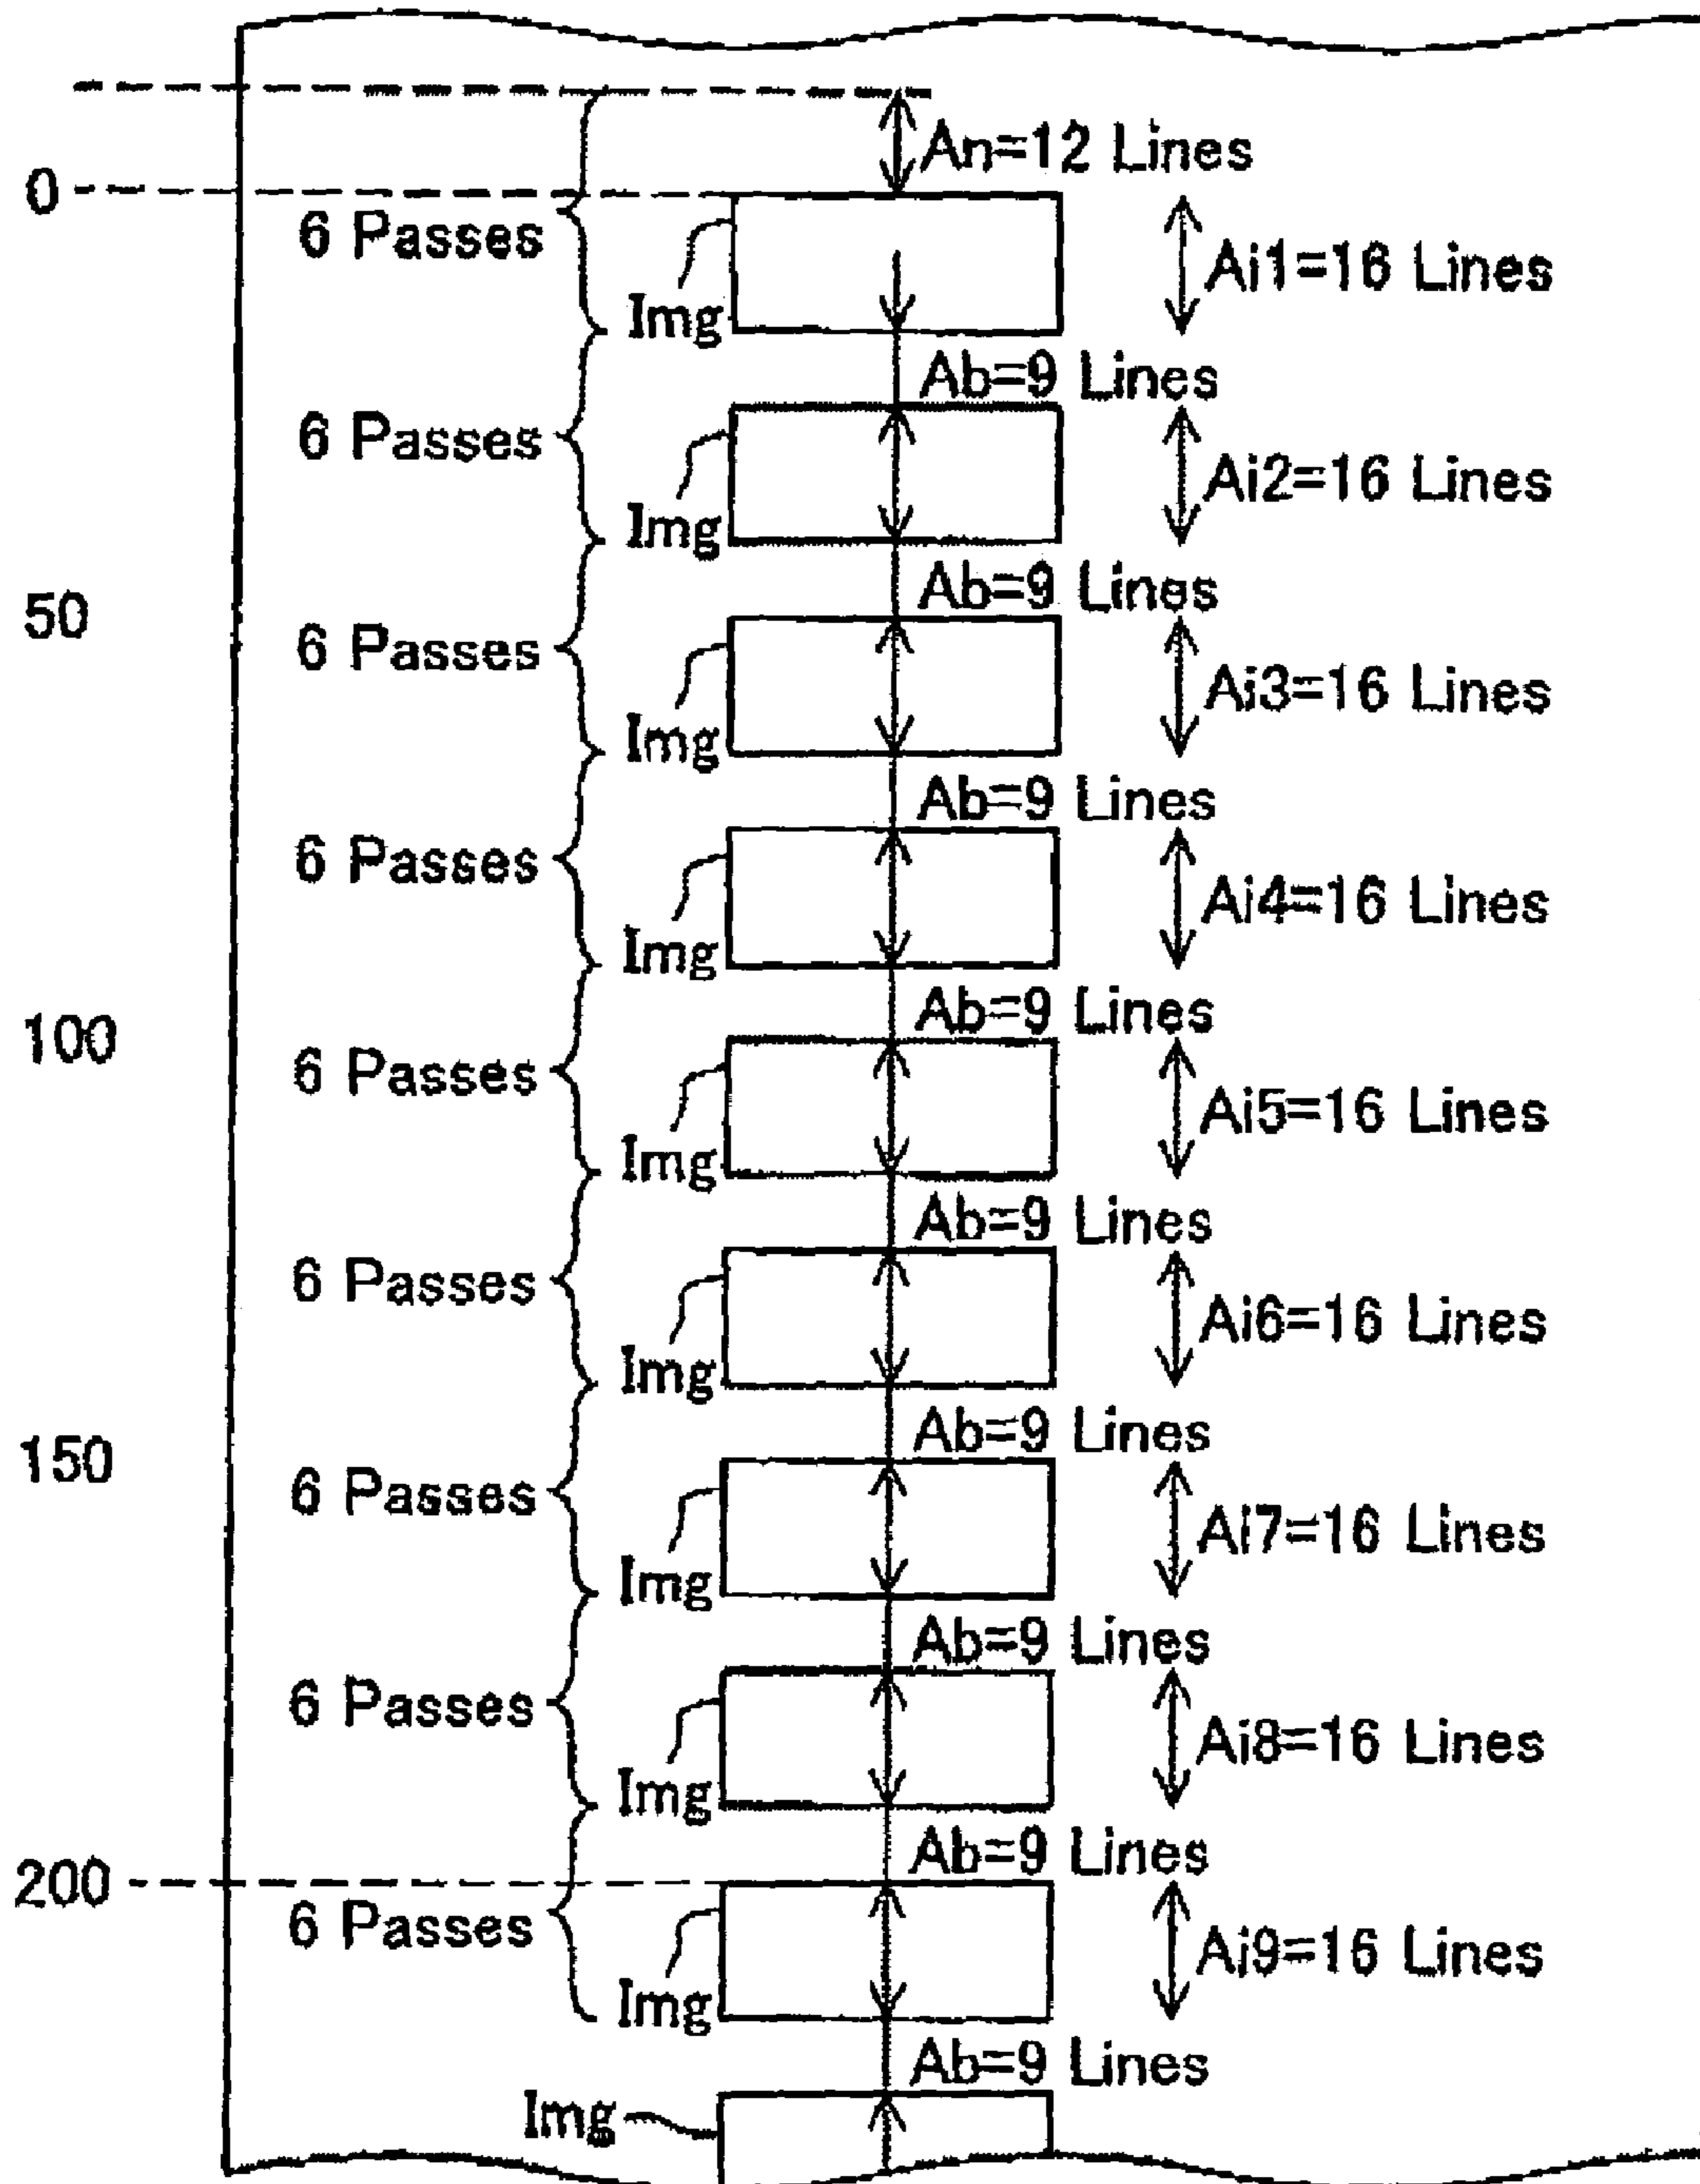 An=12 Lines
0
6 Passes
Img
Ai1=16 Lines
Ab=9 Lines
6 Passes
Img
Ai2=16 Lines
Ab=9 Lines
50
6 Passes
Img
Ai3=16 Lines
Ab=9 Lines
6 Passes
Img
Ai4=16 Lines
Ab=9 Lines
100
6 Passes
Img
Ai5=16 Lines
Ab=9 Lines
6 Passes
Img
Ai6=16 Lines
Ab=9 Lines
150
6 Passes
Img
Ai7=16 Lines
Ab=9 Lines
6 Passes
Img
Ai8=16 Lines
Ab=9 Lines
200
6 Passes
Img
Ai9=16 Lines
Ab=9 Lines
Img